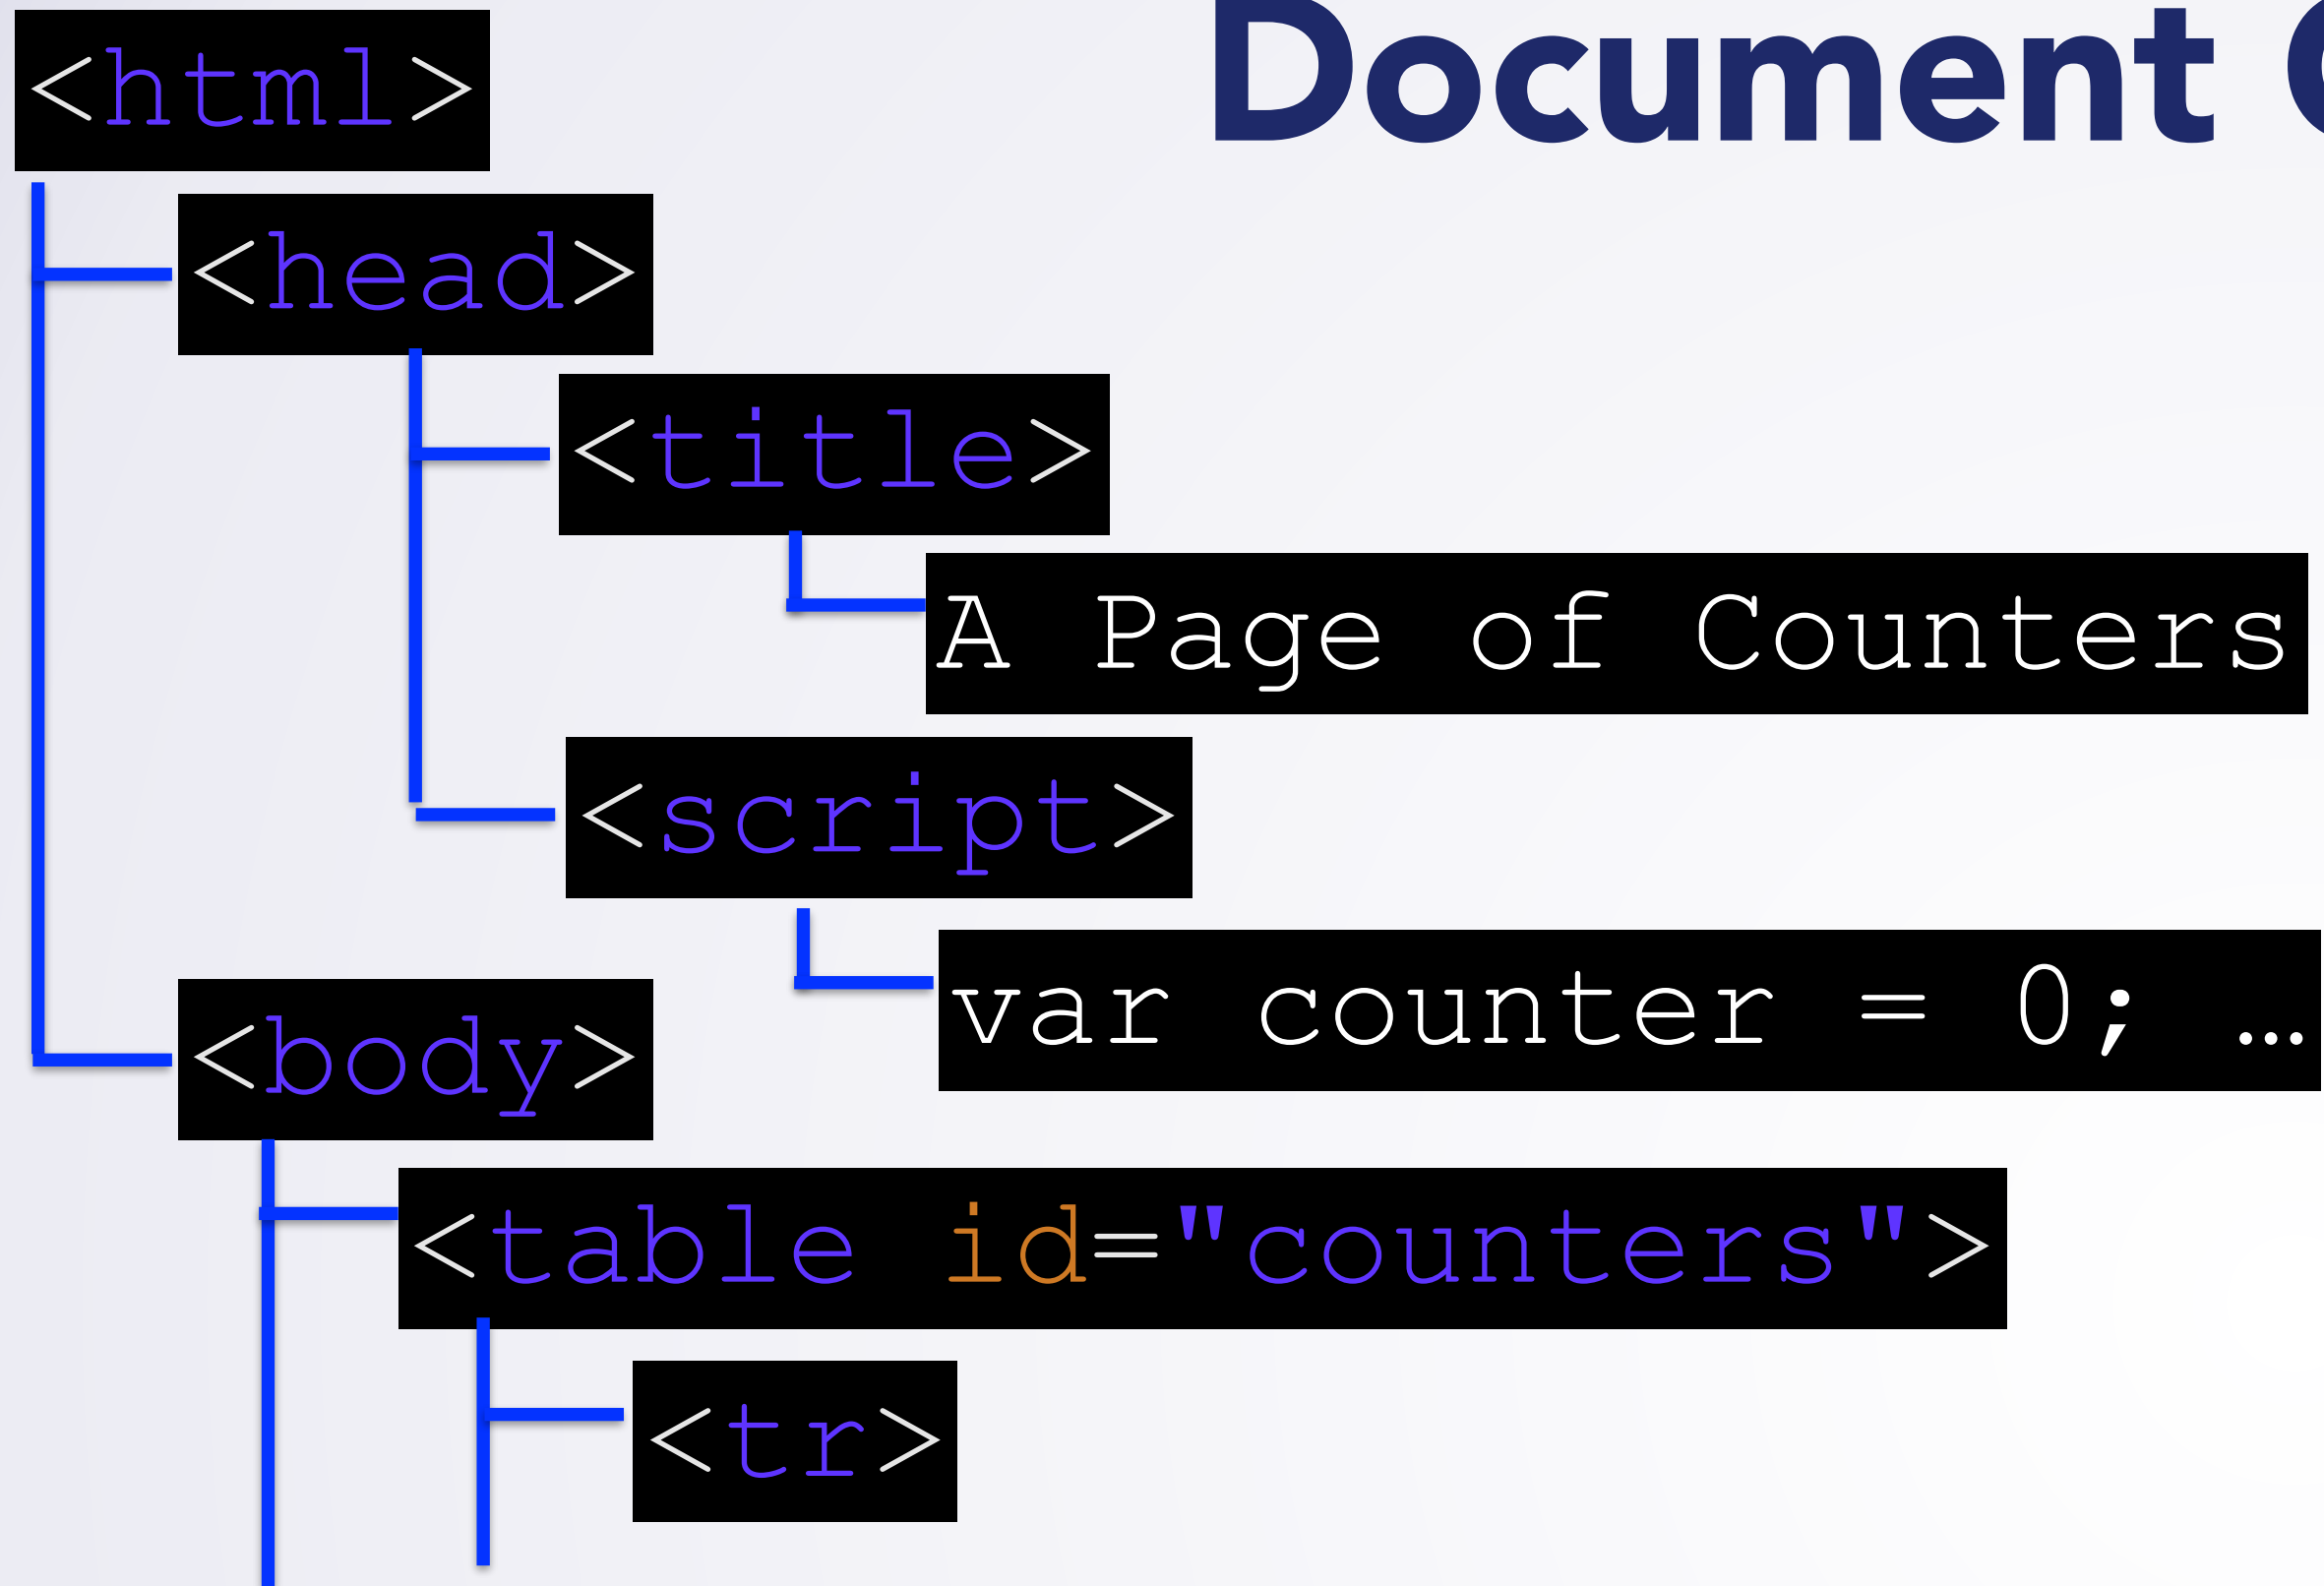 Document
<html>
<head>
<title>
A Page of Counters
<script>
var counter = 0; …
<body>
<table id="counters">
<tr>